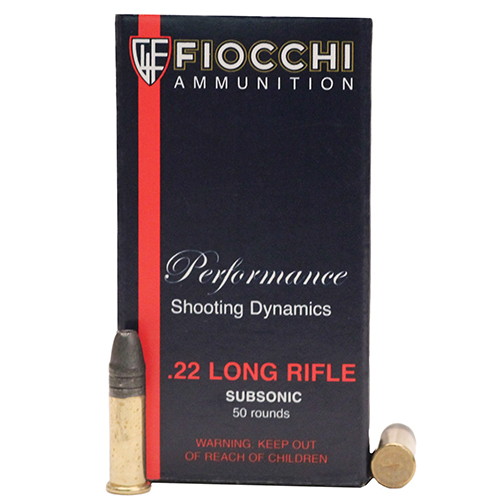 FIOCCHI
AMMUNITION
Performance
Shooting Dynamics
.22 LONG RIFLE
SUBSONIC
50 rounds
WARNING: KEEP OUT
OF REACH OF CHILDREN